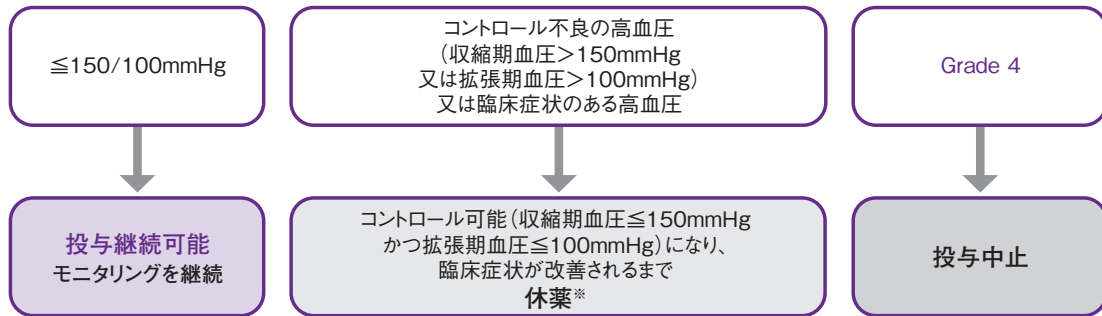 ≦150/100mmHg
コントロール不良の高血圧
(収縮期血圧>150mmHg
又は拡張期血圧>100mmHg)
又は臨床症状のある高血圧
Grade 4
投与継続可能
モニタリングを継続
コントロール可能(収縮期血圧≦150mmHg
かつ拡張期血圧≦100mmHg)になり、
臨床症状が改善されるまで
休薬※
投与中止